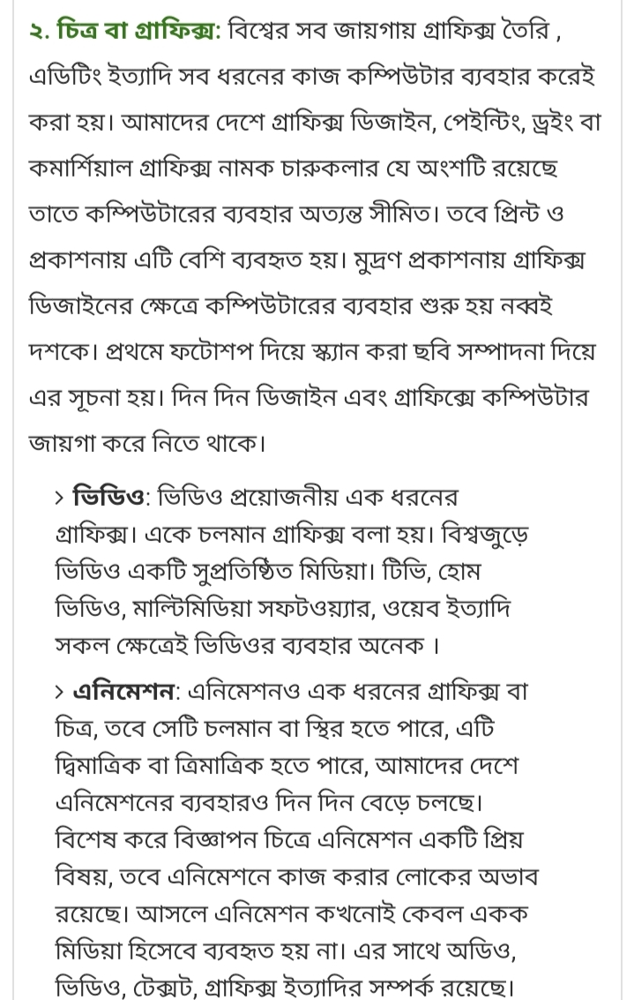 ২. চিত্র বা গ্রাফিক্স: বিশ্বের সব জায়গায় গ্রাফিক্স তৈরি ,
এডিটিং ইত্যাদি সব ধরনের কাজ কম্পিউটার ব্যবহার করেই
করা হয়। আমাদের দেশে গ্রাফিক্স ডিজাইন, পেইন্টিং, ড্রইং বা
কমার্শিয়াল গ্রাফিক্স নামক চারুকলার যে অংশটি রয়েছে
তাতে কম্পিউটারের ব্যবহার অত্যন্ত সীমিত। তবে প্রিন্ট ও
প্রকাশনায় এটি বেশি ব্যবহৃত হয়। মুদ্রণ প্রকাশনায় গ্রাফিক্স
ডিজাইনের ক্ষেত্রে কম্পিউটারের ব্যবহার শুরু হয় নব্বই
দশকে। প্রথমে ফটোশপ দিয়ে স্ক্যান করা ছবি সম্পাদনা দিয়ে
এর সূচনা হয়। দিন দিন ডিজাইন এবং গ্রাফিক্সে কম্পিউটার
জায়গা করে নিতে থাকে।
> ভিডিও: ভিডিও প্রয়োজনীয় এক ধরনের
গ্রাফিক্স। একে চলমান গ্রাফিক্স বলা হয়। বিশ্বজুড়ে
ভিডিও একটি সুপ্রতিষ্ঠিত মিডিয়া। টিভি, হোম
ভিডিও, মাল্টিমিডিয়া সফটওয়্যার, ওয়েব ইত্যাদি
সকল ক্ষেত্রেই ভিডিওর ব্যবহার অনেক ।
> এনিমেশন: এনিমেশনও এক ধরনের গ্রাফিক্স বা
চিত্র, তবে সেটি চলমান বা স্থির হতে পারে, এটি
দ্বিমাত্রিক বা ত্রিমাত্রিক হতে পারে, আমাদের দেশে
এনিমেশনের ব্যবহারও দিন দিন বেড়ে চলছে।
বিশেষ করে বিজ্ঞাপন চিত্রে এনিমেশন একটি প্রিয়
বিষয়, তবে এনিমেশনে কাজ করার লোকের অভাব
রয়েছে। আসলে এনিমেশন কখনোই কেবল একক
মিডিয়া হিসেবে ব্যবহৃত হয় না। এর সাথে অডিও,
ভিডিও, টেক্সট, গ্রাফিক্স ইত্যাদির সম্পর্ক রয়েছে।